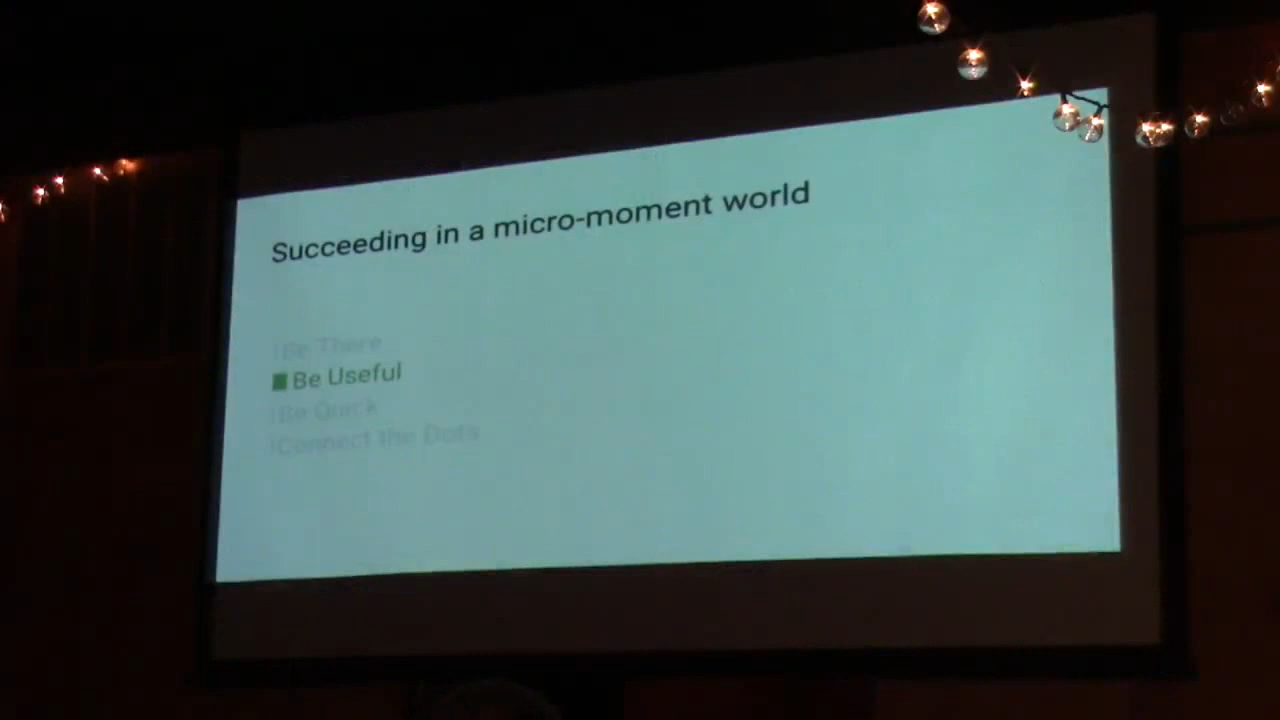 Succeeding in a micro-moment world
Be There
Be Useful
Be Quick
Connect the Dots